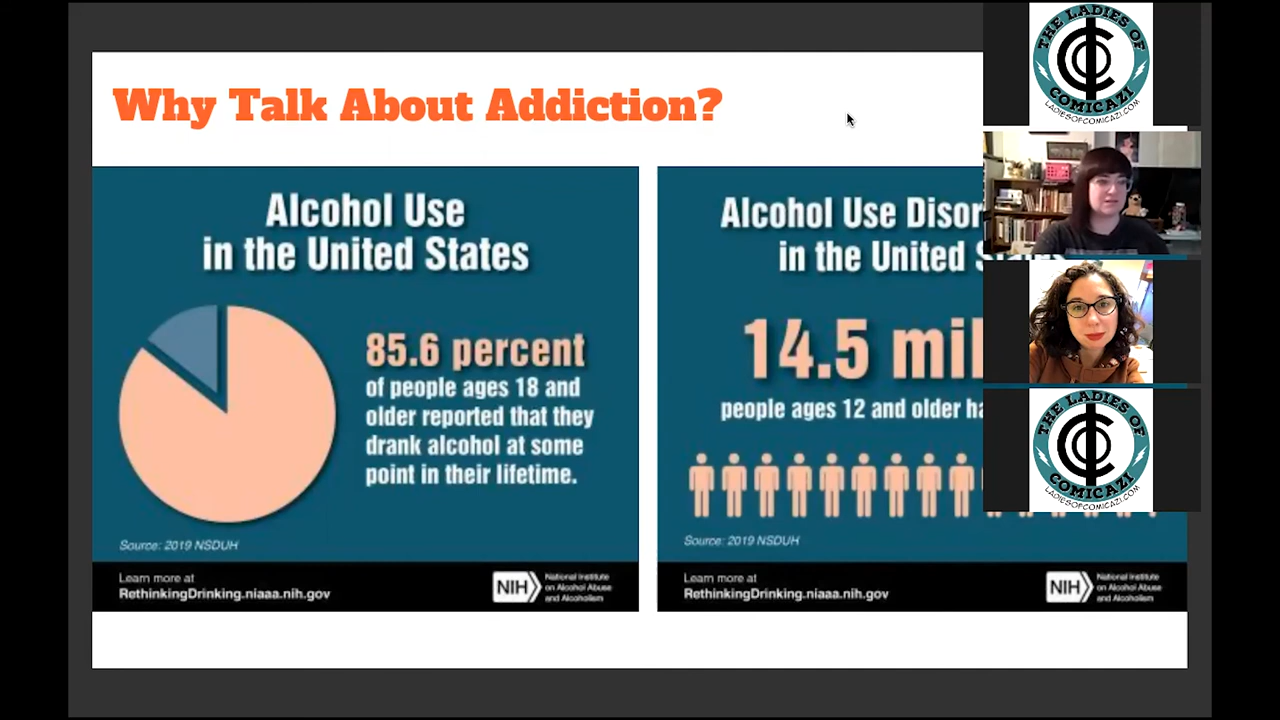 Why Talk About Addiction?
Alcohol Use
in the United States
85.6 percent
of people ages 18 and
older reported that they
drank alcohol at some
point in their lifetime.
Source: 2019 NSDUH
Learn more at
RethinkingDrinking.niaaa.nih.gov
NIH
National Institute
on Alcohol Abuse
and Alcoholism
Alcohol Use Disor
in the United S
14.5 mil
people ages 12 and older ha
Source: 2019 NSDUH
Learn more at
RethinkingDrinking.niaaa.nih.gov
NIH
National Institute
on Alcohol Abuse
and Alcoholism
THE LADIES OF
COMICAZI
LADIESOFCOMICAZI.COM
THE LADIES OF
COMICAZI
LADIESOFCOMICAZI.COM